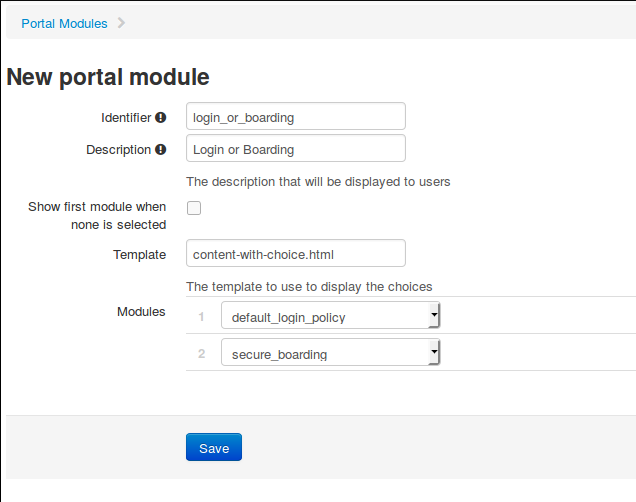 Portal Modules
New portal module
Identifier
login_or_boarding
Description
Login or Boarding
The description that will be displayed to users
Show first module when
none is selected
Template
content-with-choice.html
The template to use to display the choices
Modules
1 default_login_policy
2 secure_boarding
Save